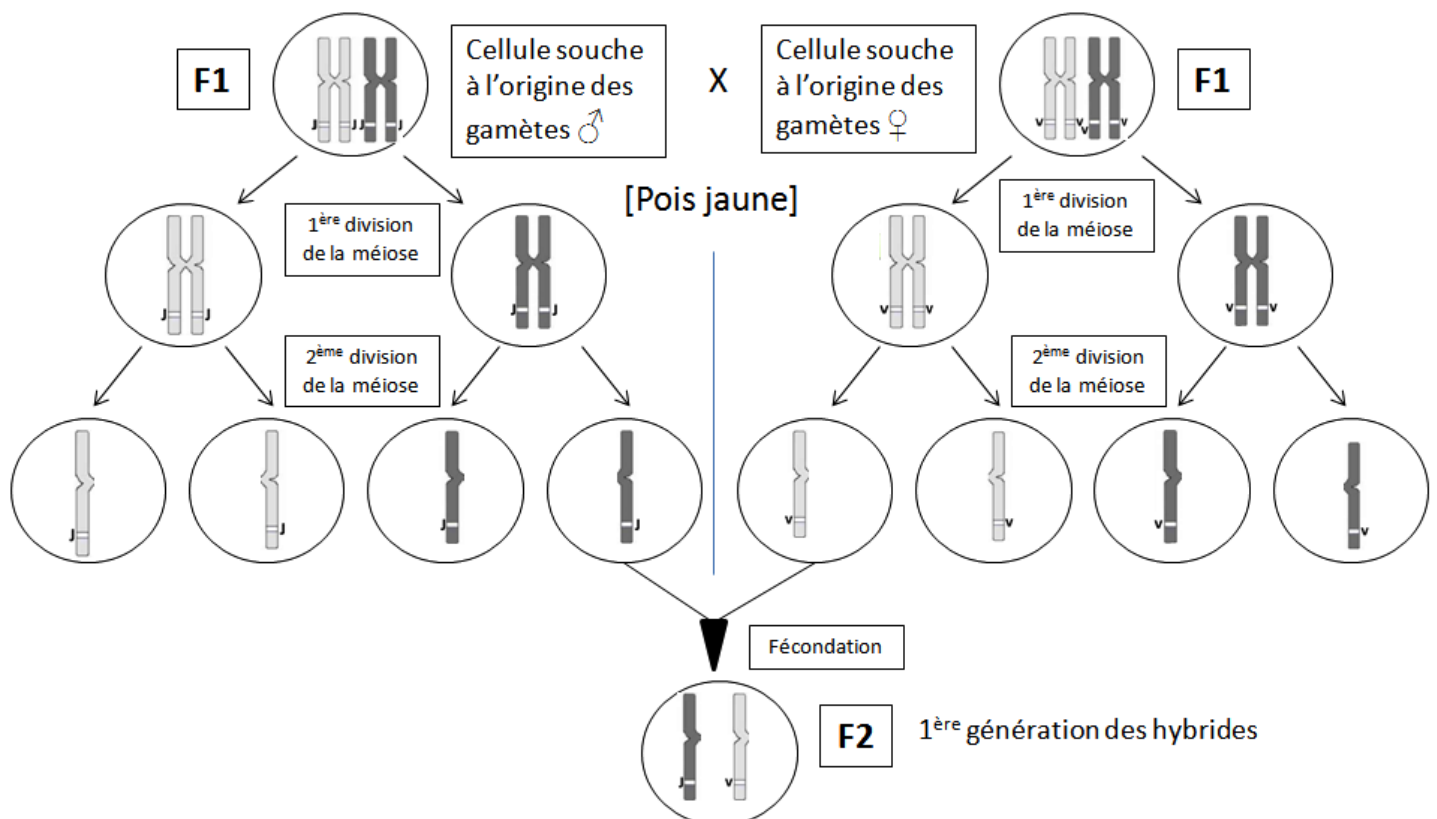 F1
Cellule souche
à l'origine des
gamètes ♂
X
Cellule souche
à l'origine des
gamètes ♀
F1
J J J J
v v v v
[Pois jaune]
1ère division
de la méiose
1ère division
de la méiose
J J
J J
v v
v v
2ème division
de la méiose
2ème division
de la méiose
J
J
J
J
v
v
v
v
Fécondation
J v
F2
1ère génération des hybrides